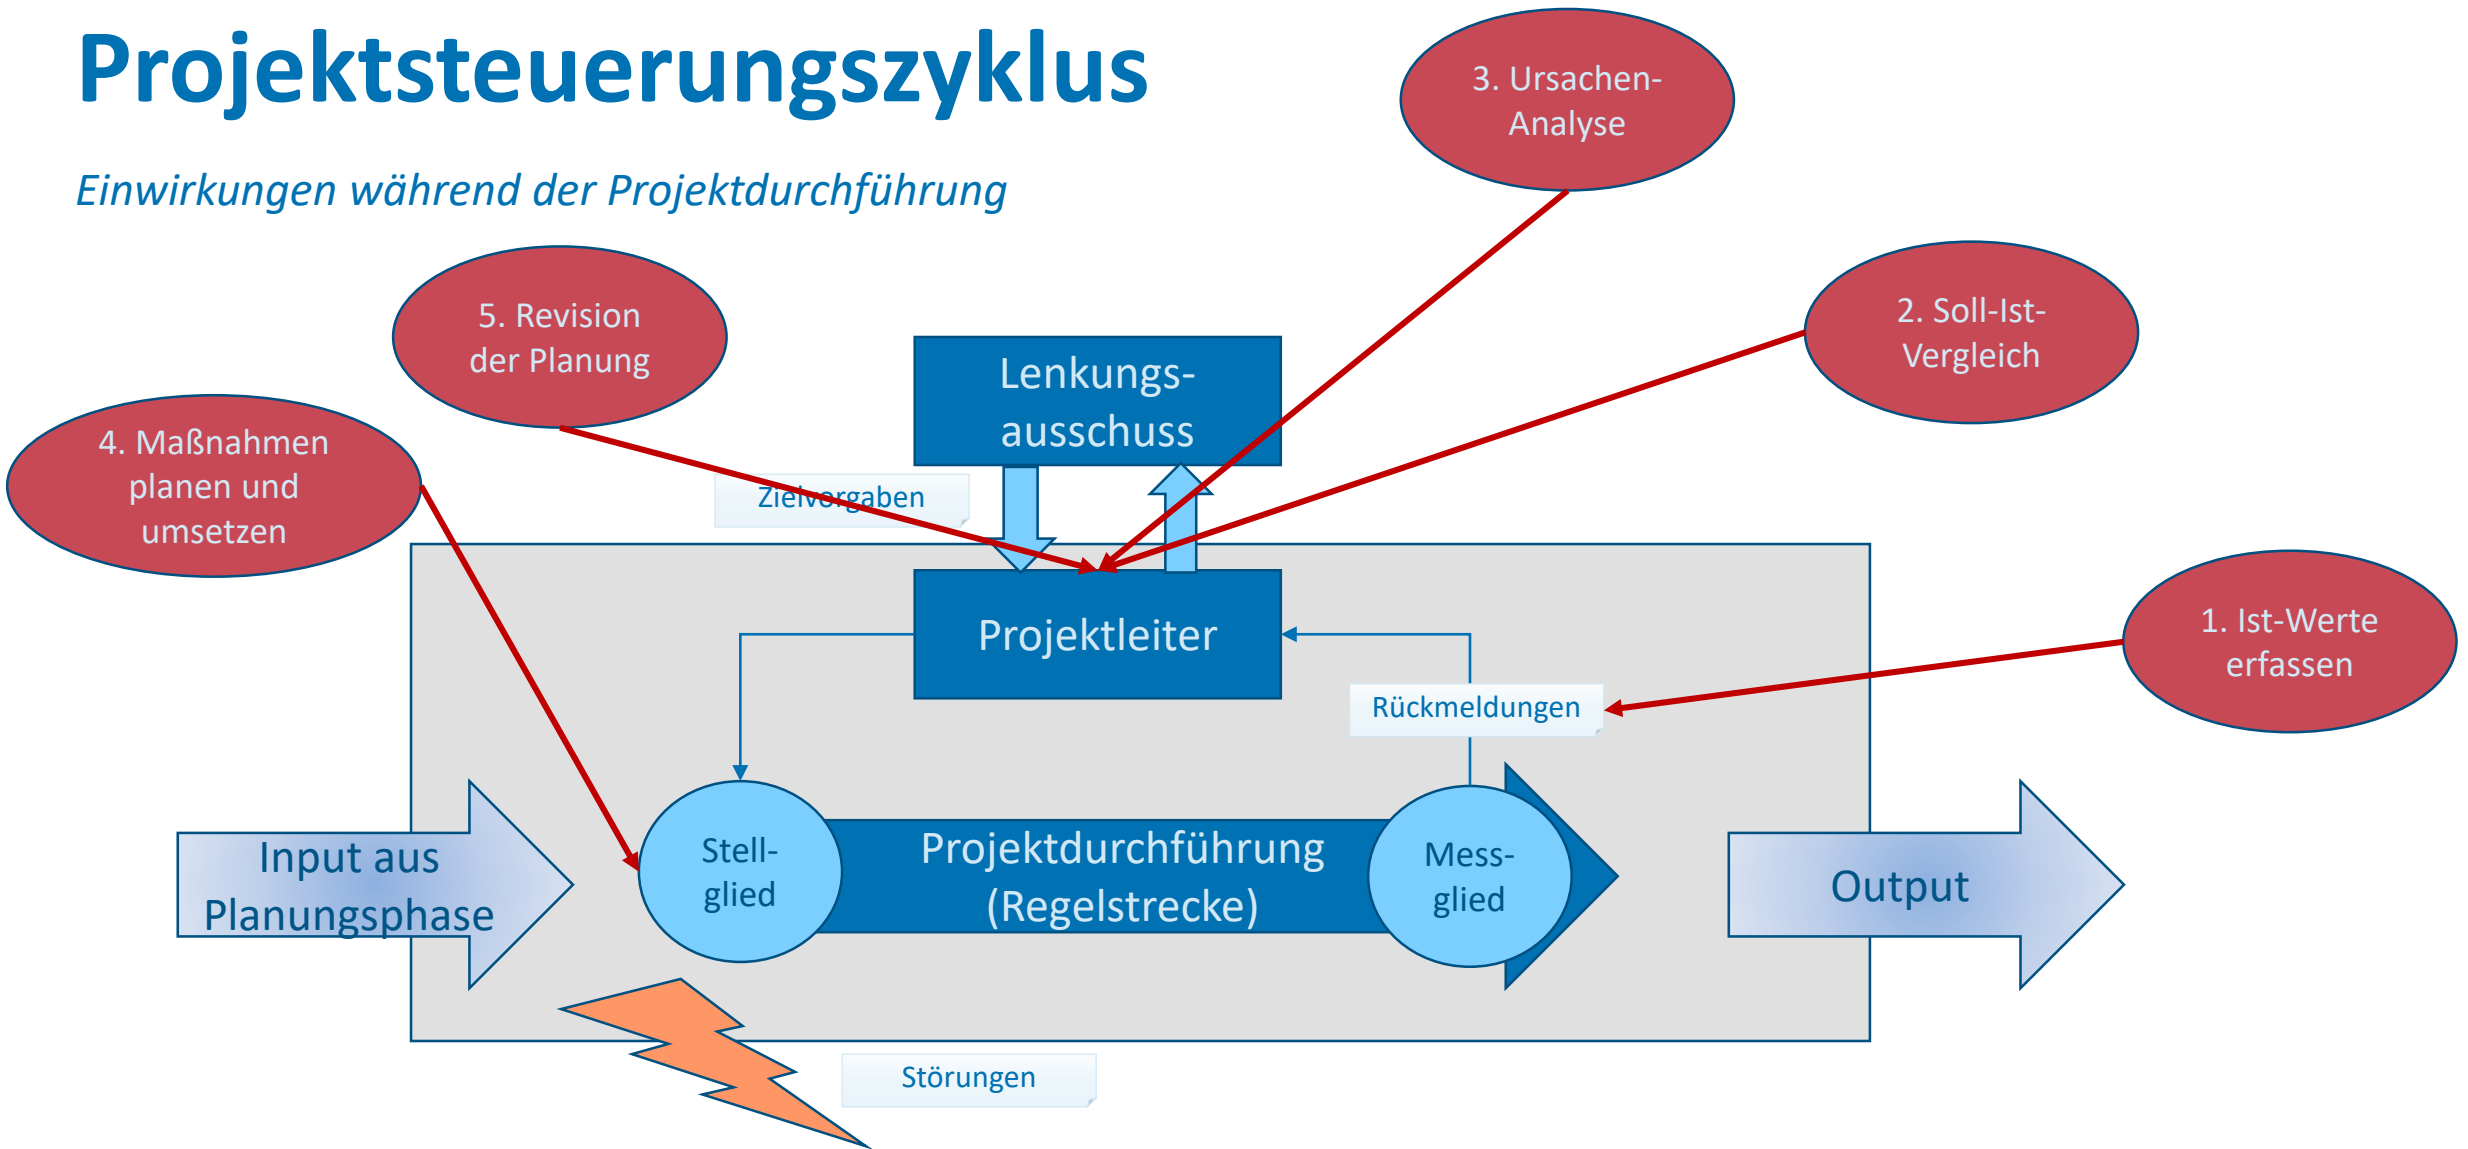 Projektsteuerungszyklus
Einwirkungen während der Projektdurchführung
3. Ursachen-
Analyse
5. Revision
der Planung
2. Soll-Ist-
Vergleich
4. Maßnahmen
planen und
umsetzen
Lenkungs-
ausschuss
Zielvorgaben
Projektleiter
1. Ist-Werte
erfassen
Rückmeldungen
Input aus
Planungsphase
Stell-
glied
Projektdurchführung
(Regelstrecke)
Mess-
glied
Output
Störungen